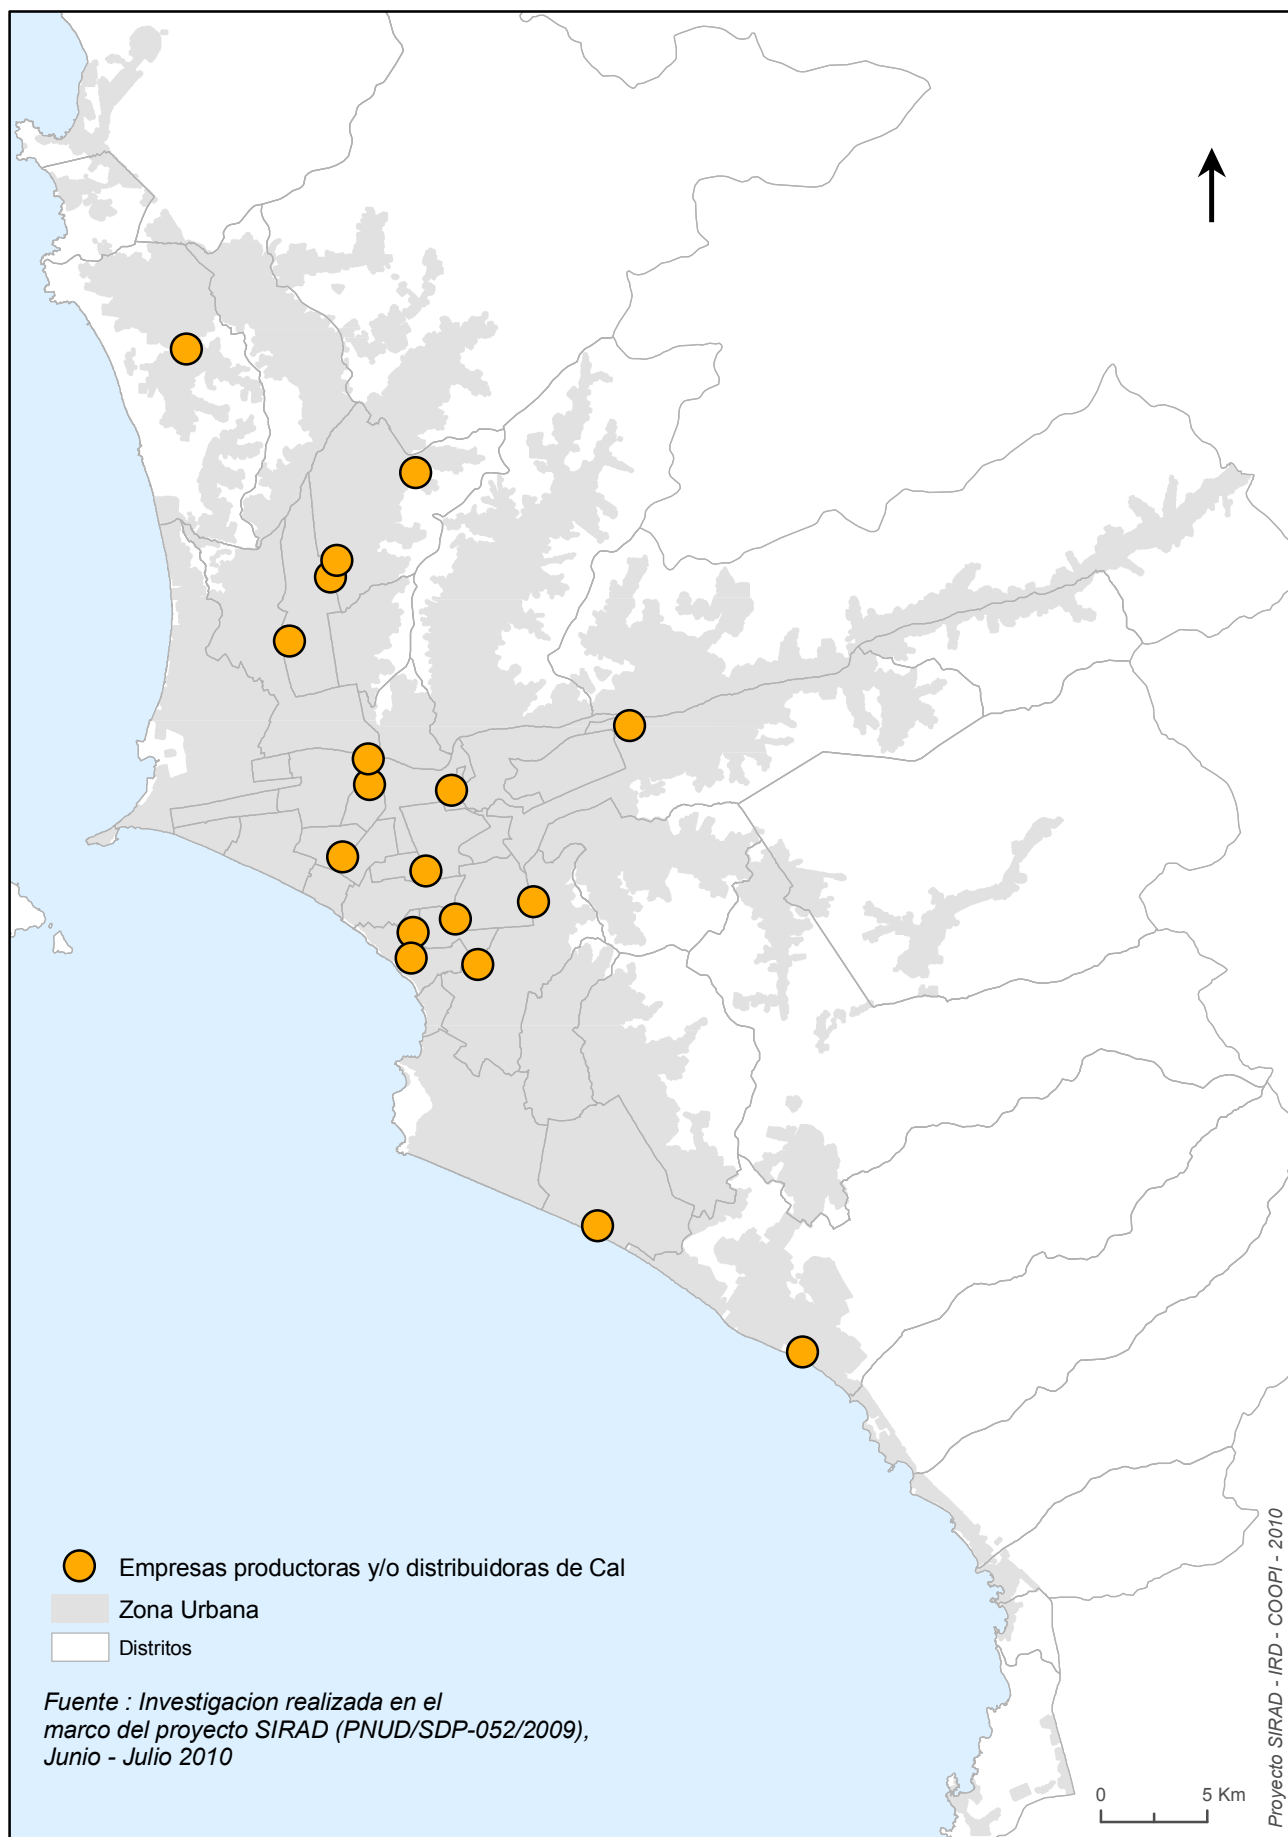 Empresas productoras y/o distribuidoras de Cal
Zona Urbana
Distritos
Fuente : Investigacion realizada en el
marco del proyecto SIRAD (PNUD/SDP-052/2009),
Junio - Julio 2010
0 5 Km
Proyecto SIRAD - IRD - COOPI - 2010